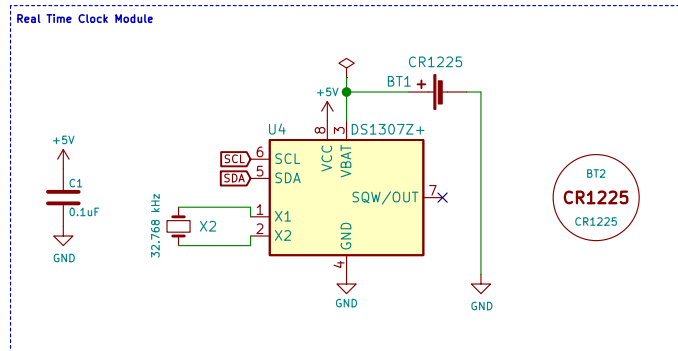 Real Time Clock Module
CR1225
BT1
+
+5V
U4
8
3
DS1307Z+
VCC
VBAT
+5V
SCL
6
SCL
SDA
5
SDA
C1
0.1uF
GND
32.768 kHz
X2
1
X1
2
X2
SQW/OUT
7
GND
4
GND
GND
BT2
CR1225
CR1225